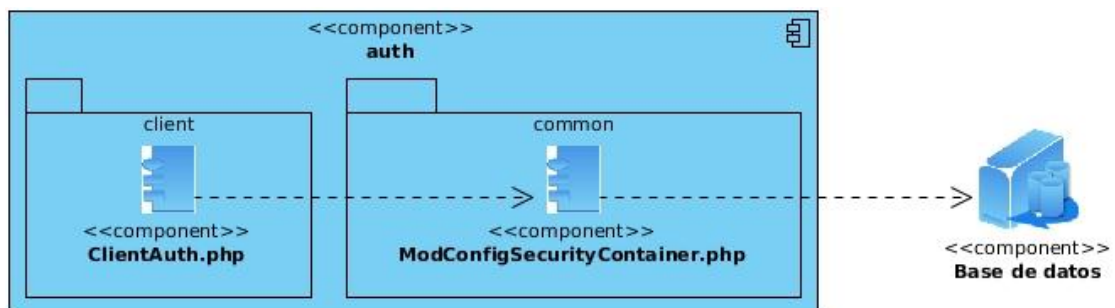 <<component>>
auth
client
common
<<component>>
ClientAuth.php
<<component>>
ModConfigSecurityContainer.php
<<component>>
Base de datos